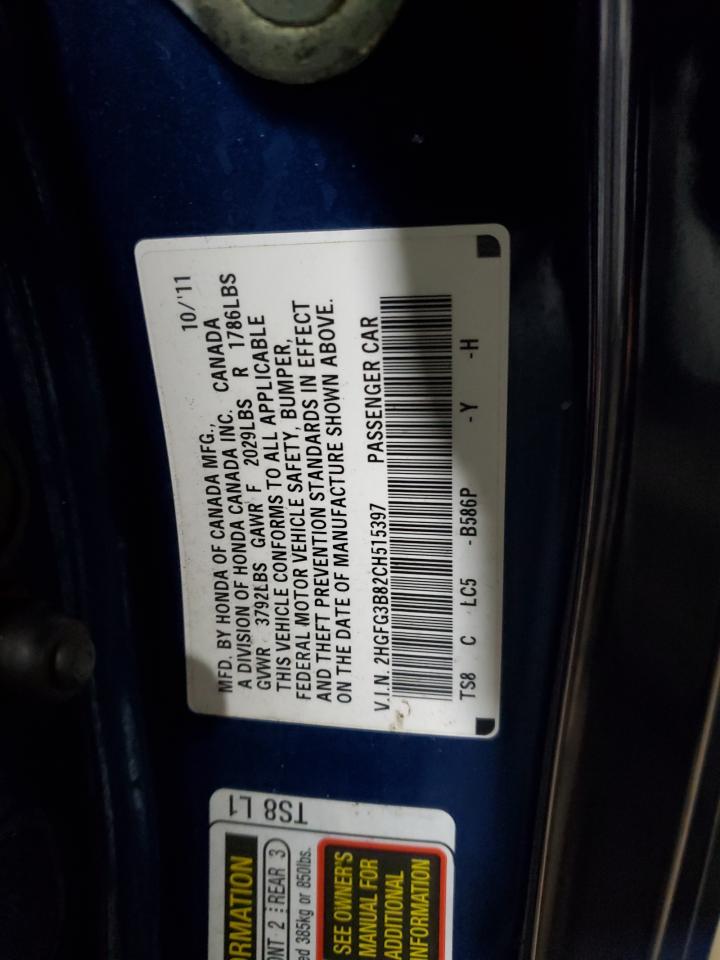 MFD. BY HONDA OF CANADA MFG., 10/'11
A DIVISION OF HONDA CANADA INC. CANADA
GVWR 3792LBS GAWR F 2029LBS R 1786LBS
THIS VEHICLE CONFORMS TO ALL APPLICABLE
FEDERAL MOTOR VEHICLE SAFETY, BUMPER,
AND THEFT PREVENTION STANDARDS IN EFFECT
ON THE DATE OF MANUFACTURE SHOWN ABOVE.
V.I.N. 2HGFG3B82CH515397 PASSENGER CAR
TS8 C LC5 -B586P -Y -H
TS8 L1
2 REAR 3
385kg or 850lbs.
SEE OWNER'S
MANUAL FOR
ADDITIONAL
INFORMATION